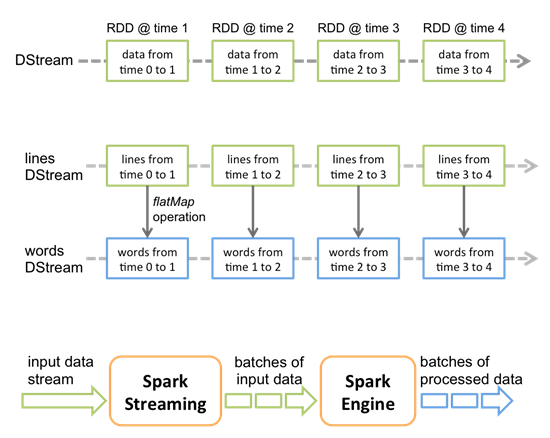 RDD @ time 1 RDD @ time 2 RDD @ time 3 RDD @ time 4
DStream
data from
time 0 to 1
data from
time 1 to 2
data from
time 2 to 3
data from
time 3 to 4
lines
DStream
lines from
time 0 to 1
lines from
time 1 to 2
lines from
time 2 to 3
lines from
time 3 to 4
flatMap
operation
words
DStream
words from
time 0 to 1
words from
time 1 to 2
words from
time 2 to 3
words from
time 3 to 4
input data
stream
Spark
Streaming
batches of
input data
Spark
Engine
batches of
processed data